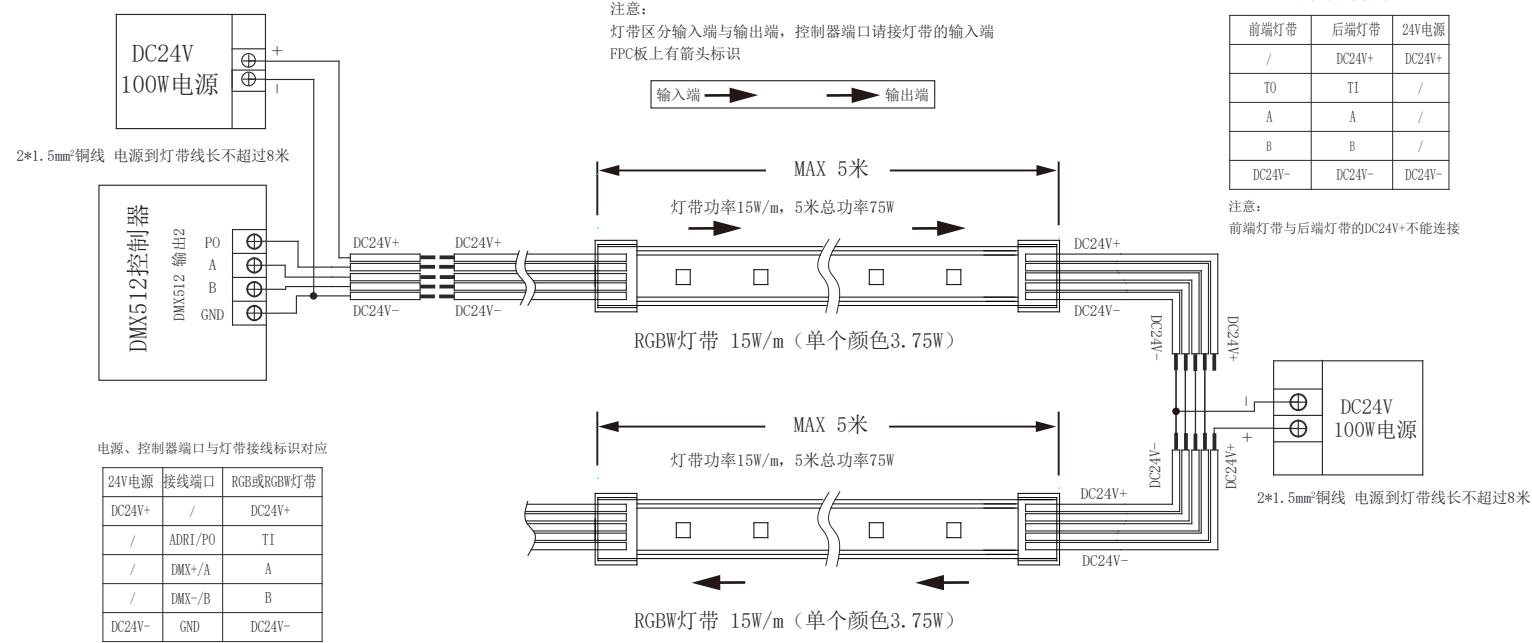 注意:
灯带区分输入端与输出端，控制器端口请接灯带的输入端
FPC板上有箭头标识
输入端 输出端
DC24V
100W电源
+
-
2*1.5mm²铜线 电源到灯带线长不超过8米
DMX512控制器
DMX512 输出2
PO
A
B
GND
DC24V+ DC24V+
DC24V- DC24V-
MAX 5米
灯带功率15W/m, 5米总功率75W
DC24V+
DC24V-
RGBW灯带 15W/m（单个颜色3.75W）
前端灯带 后端灯带 24V电源
/ DC24V+ DC24V+
TO TI /
A A /
B B /
DC24V- DC24V- DC24V-
注意:
前端灯带与后端灯带的DC24V+不能连接
DC24V- DC24V+
-
+
DC24V
100W电源
DC24V- DC24V+
2*1.5mm²铜线 电源到灯带线长不超过8米
MAX 5米
灯带功率15W/m, 5米总功率75W
DC24V+
DC24V-
RGBW灯带 15W/m（单个颜色3.75W）
电源、控制器端口与灯带接线标识对应
24V电源 接线端口 RGB或RGBW灯带
DC24V+ / DC24V+
/ ADRI/PO TI
/ DMX+/A A
/ DMX-/B B
DC24V- GND DC24V-